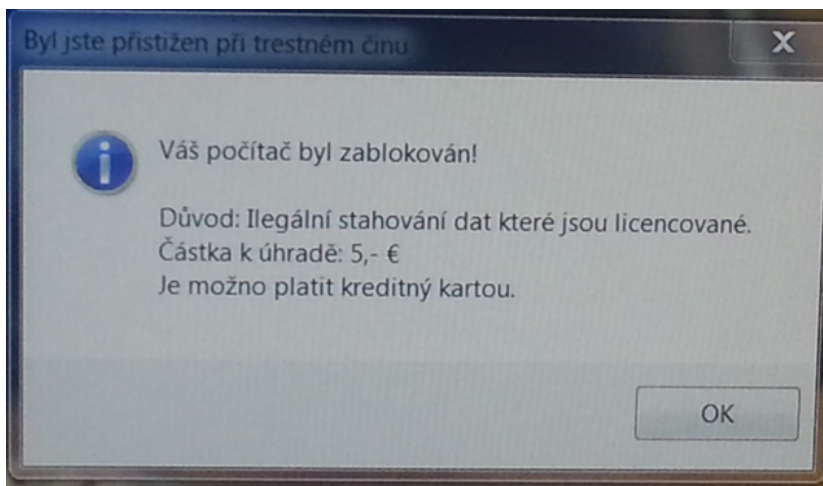 Byl jste přistižen při trestném činu
Váš počítač byl zablokován!
Důvod: Ilegální stahování dat které jsou licencované.
Částka k úhradě: 5,- €
Je možno platit kreditný kartou.
OK